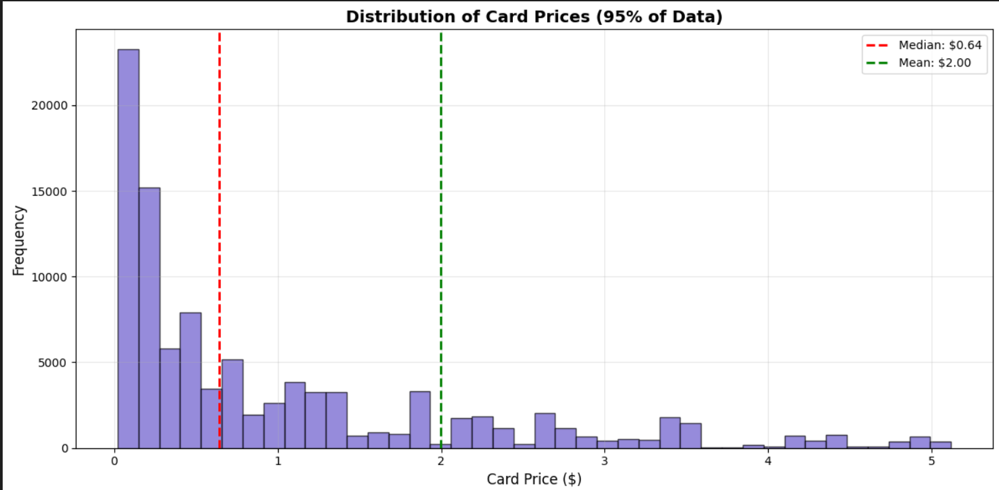 Distribution of Card Prices (95% of Data)
Median: $0.64
Mean: $2.00
Frequency
20000
15000
10000
5000
0
0 1 2 3 4 5
Card Price ($)